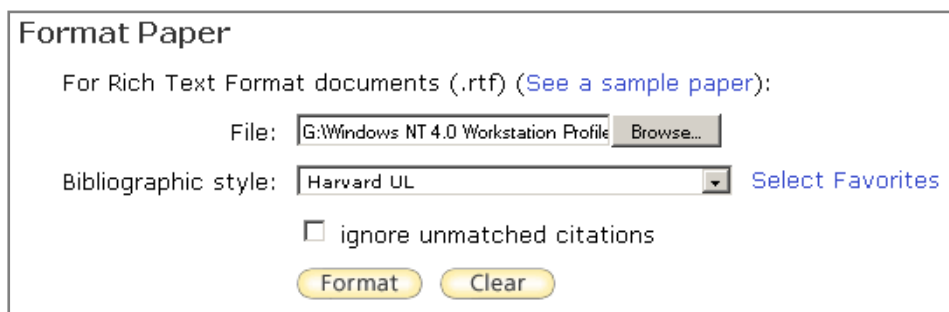 Format Paper
For Rich Text Format documents (.rtf) (See a sample paper):
File: G:\Windows NT 4.0 Workstation Profile Browse...
Bibliographic style: Harvard UL Select Favorites
ignore unmatched citations
Format Clear